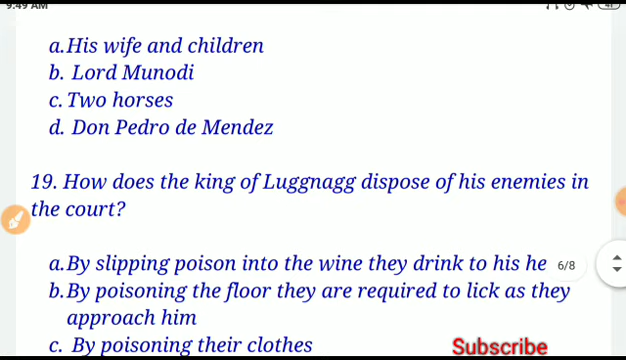 9:49 AM
a.His wife and children
b. Lord Munodi
c. Two horses
d. Don Pedro de Mendez
19. How does the king of Luggnagg dispose of his enemies in
the court?
a.By slipping poison into the wine they drink to his he
6/8
b.By poisoning the floor they are required to lick as they
approach him
c. By poisoning their clothes
Subscribe